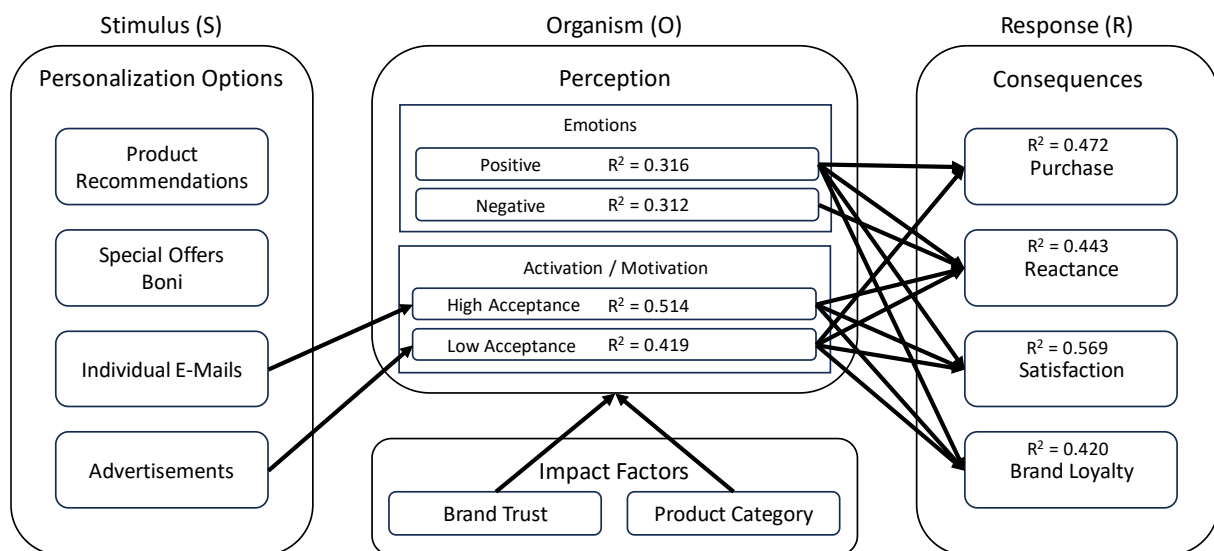 Stimulus (S)
Organism (O)
Response (R)
Personalization Options
Product
Recommendations
Special Offers
Boni
Individual E-Mails
Advertisements
Perception
Emotions
Positive R² = 0.316
Negative R² = 0.312
Activation / Motivation
High Acceptance R² = 0.514
Low Acceptance R² = 0.419
Impact Factors
Brand Trust
Product Category
Consequences
R² = 0.472
Purchase
R² = 0.443
Reactance
R² = 0.569
Satisfaction
R² = 0.420
Brand Loyalty